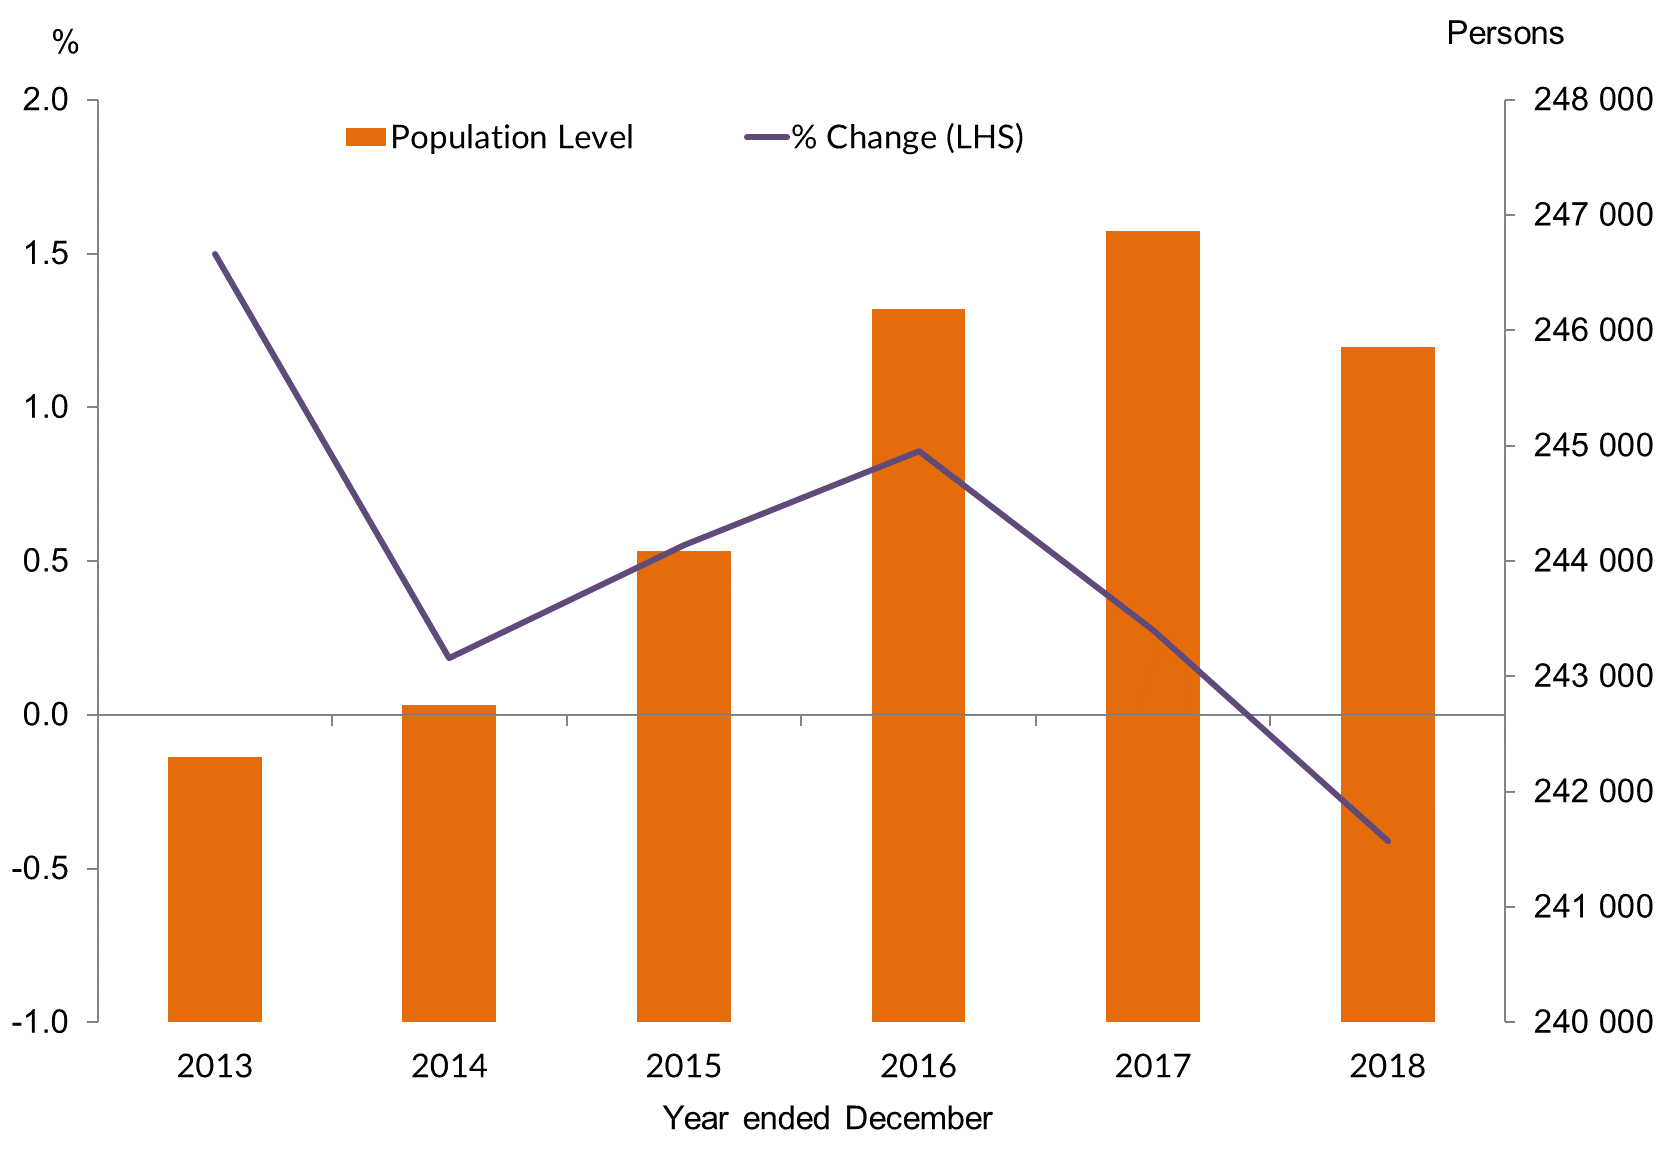 % Persons
Population Level % Change (LHS)
2.0 248 000
247 000
1.5
246 000
1.0
245 000
0.5 244 000
243 000
0.0
242 000
-0.5
241 000
-1.0 240 000
2013 2014 2015 2016 2017 2018
Year ended December